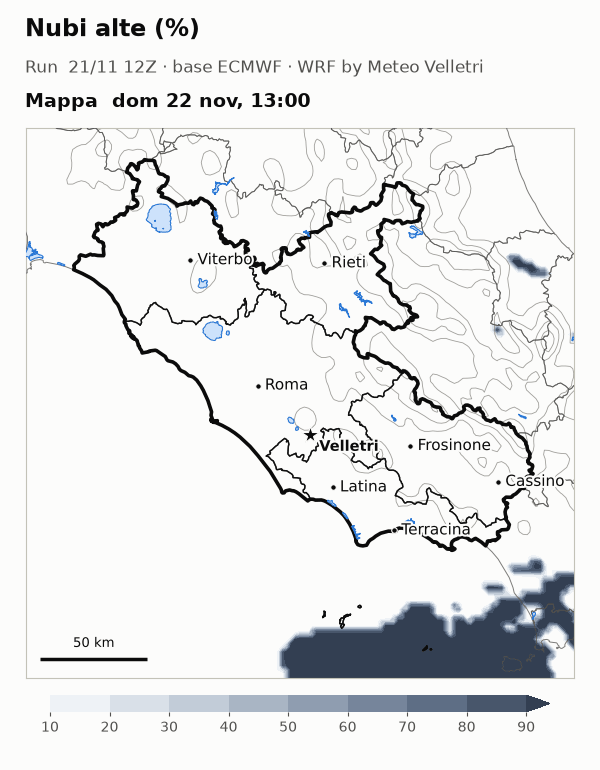 Nubi alte (%)
Run  21/11 12Z · base ECMWF · WRF by Meteo Velletri
Mappa  dom 22 nov, 13:00
Viterbo
Rieti
Roma
Velletri
Frosinone
Latina
Cassino
Terracina
50 km
10 20 30 40 50 60 70 80 90